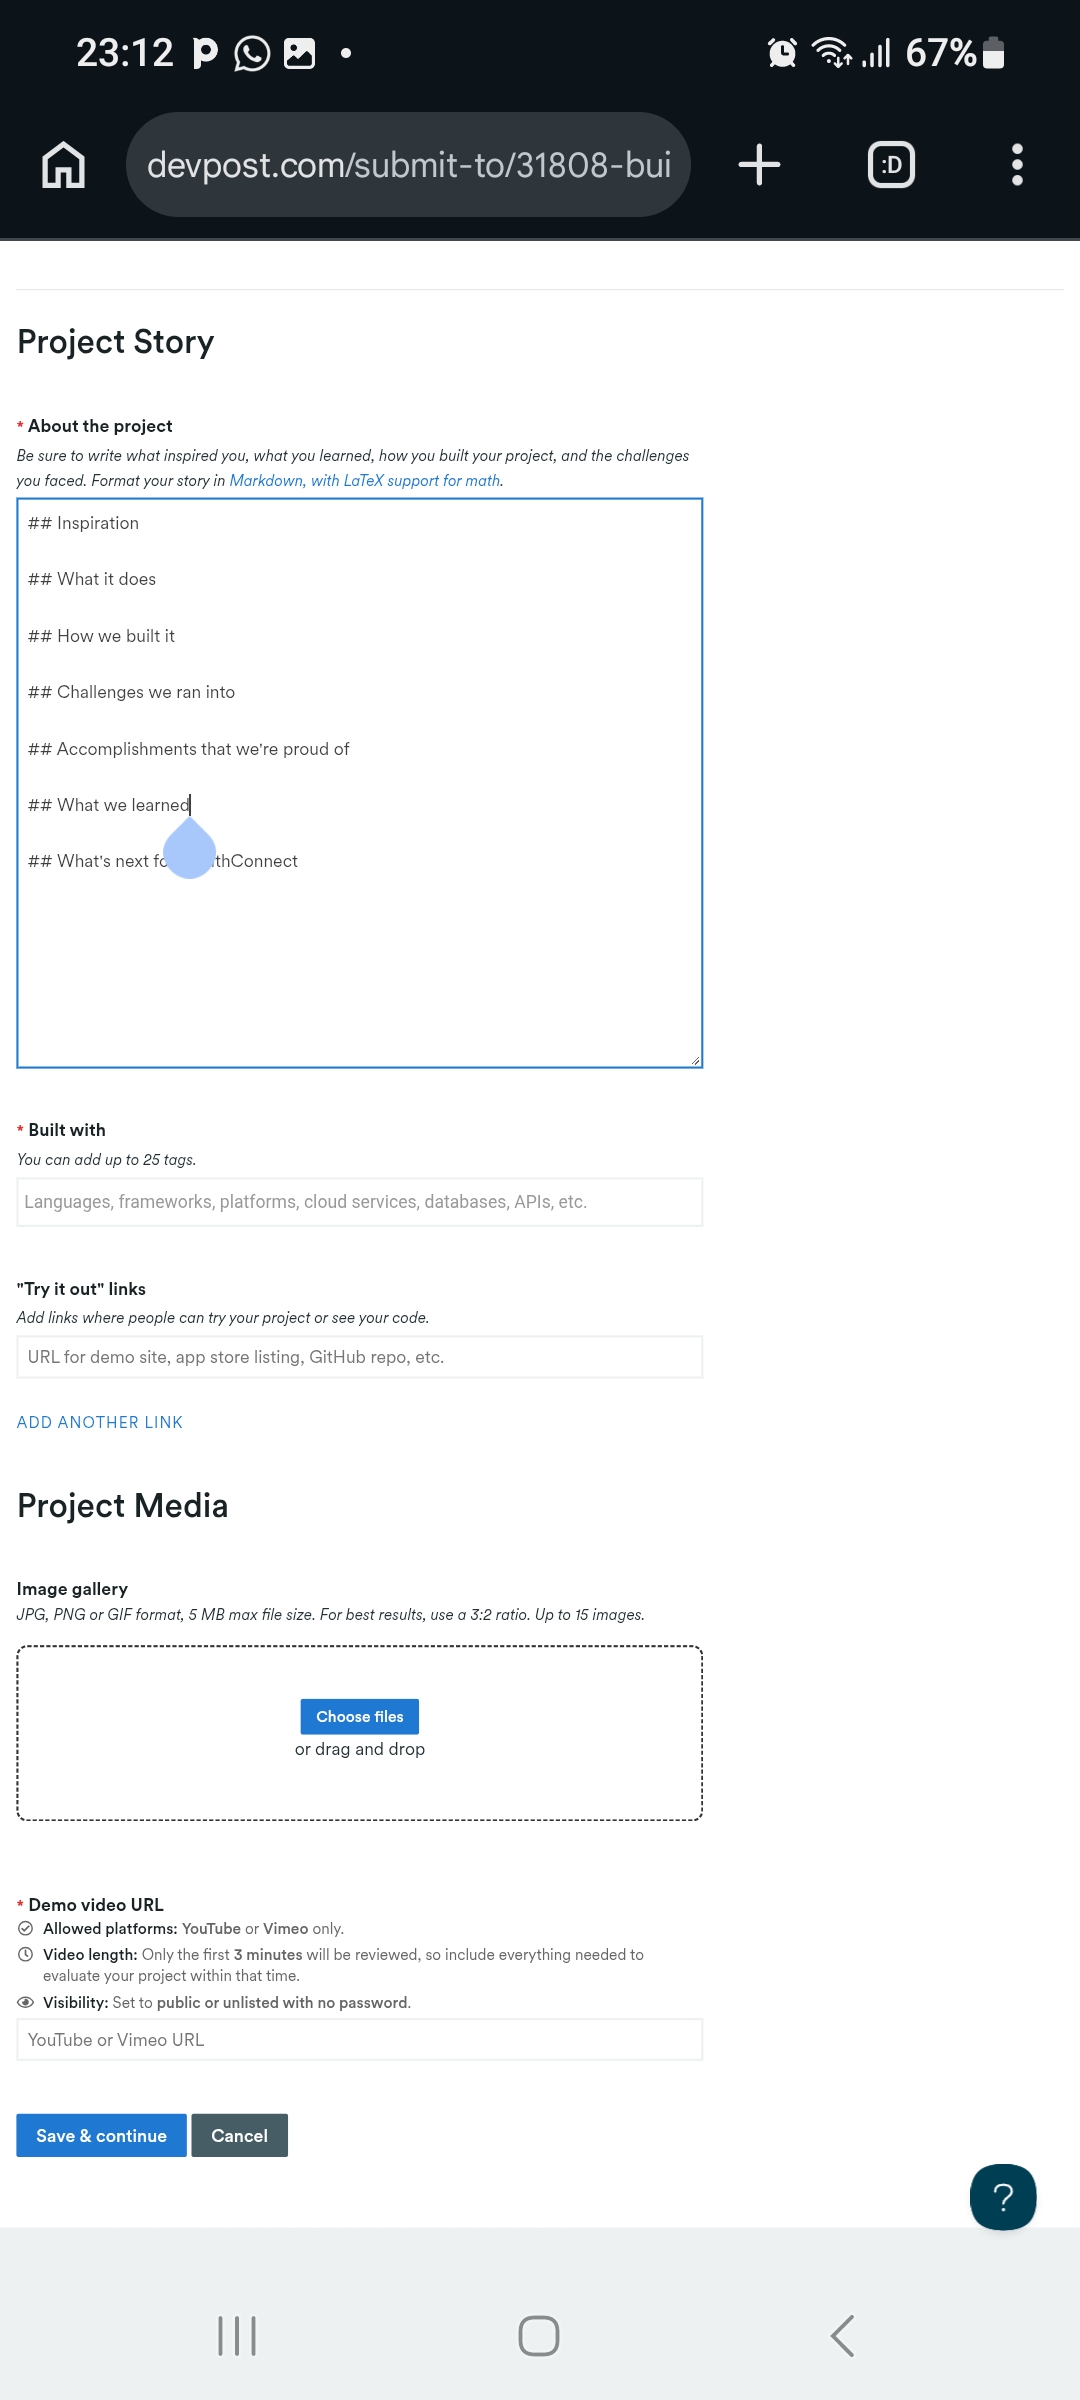 23:12
67%
devpost.com/submit-to/31808-bui
:D
Project Story
* About the project
Be sure to write what inspired you, what you learned, how you built your project, and the challenges
you faced. Format your story in Markdown, with LaTeX support for math.
## Inspiration
## What it does
## How we built it
## Challenges we ran into
## Accomplishments that we're proud of
## What we learned
## What's next
* Built with
You can add up to 25 tags.
Languages, frameworks, platforms, cloud services, databases, APIs, etc.
"Try it out" links
Add links where people can try your project or see your code.
URL for demo site, app store listing, GitHub repo, etc.
ADD ANOTHER LINK
Project Media
Image gallery
JPG, PNG or GIF format, 5 MB max file size. For best results, use a 3:2 ratio. Up to 15 images.
Choose files
or drag and drop
* Demo video URL
Allowed platforms: YouTube or Vimeo only.
Video length: Only the first 3 minutes will be reviewed, so include everything needed to
evaluate your project within that time.
Visibility: Set to public or unlisted with no password.
YouTube or Vimeo URL
Save & continue
Cancel
?